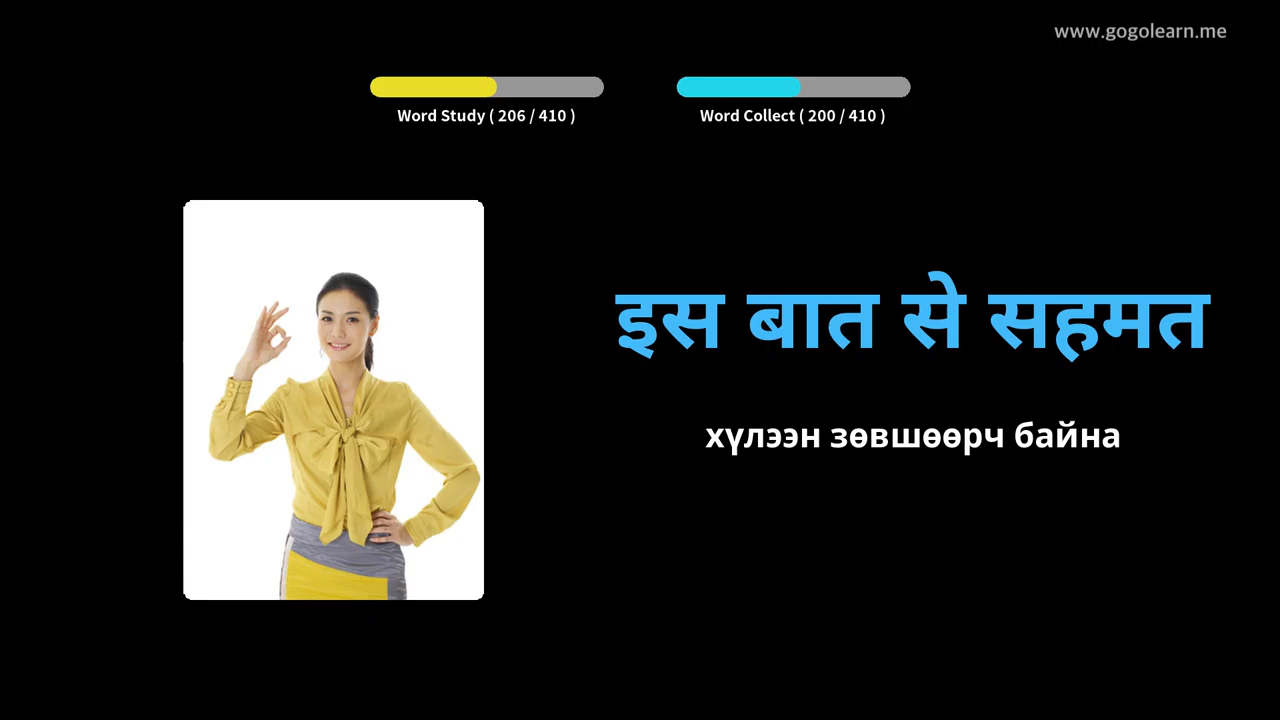 www.gogolearn.me
Word Study ( 206 / 410 )
Word Collect ( 200 / 410 )
इस बात से सहमत
хүлээн зөвшөөрч байна